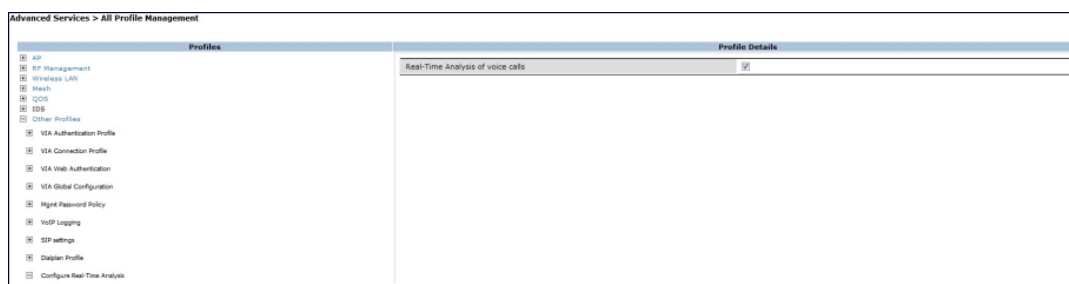 Advanced Services > All Profile Management
Profiles
Profile Details
AP
RF Management
Wireless LAN
Mesh
QOS
IDS
Other Profiles
VIA Authentication Profile
VIA Connection Profile
VIA Web Authentication
VIA Global Configuration
Mgmt Password Policy
VoIP Logging
SIP settings
Dialplan Profile
Configure Real-Time Analysis
Real-Time Analysis of voice calls